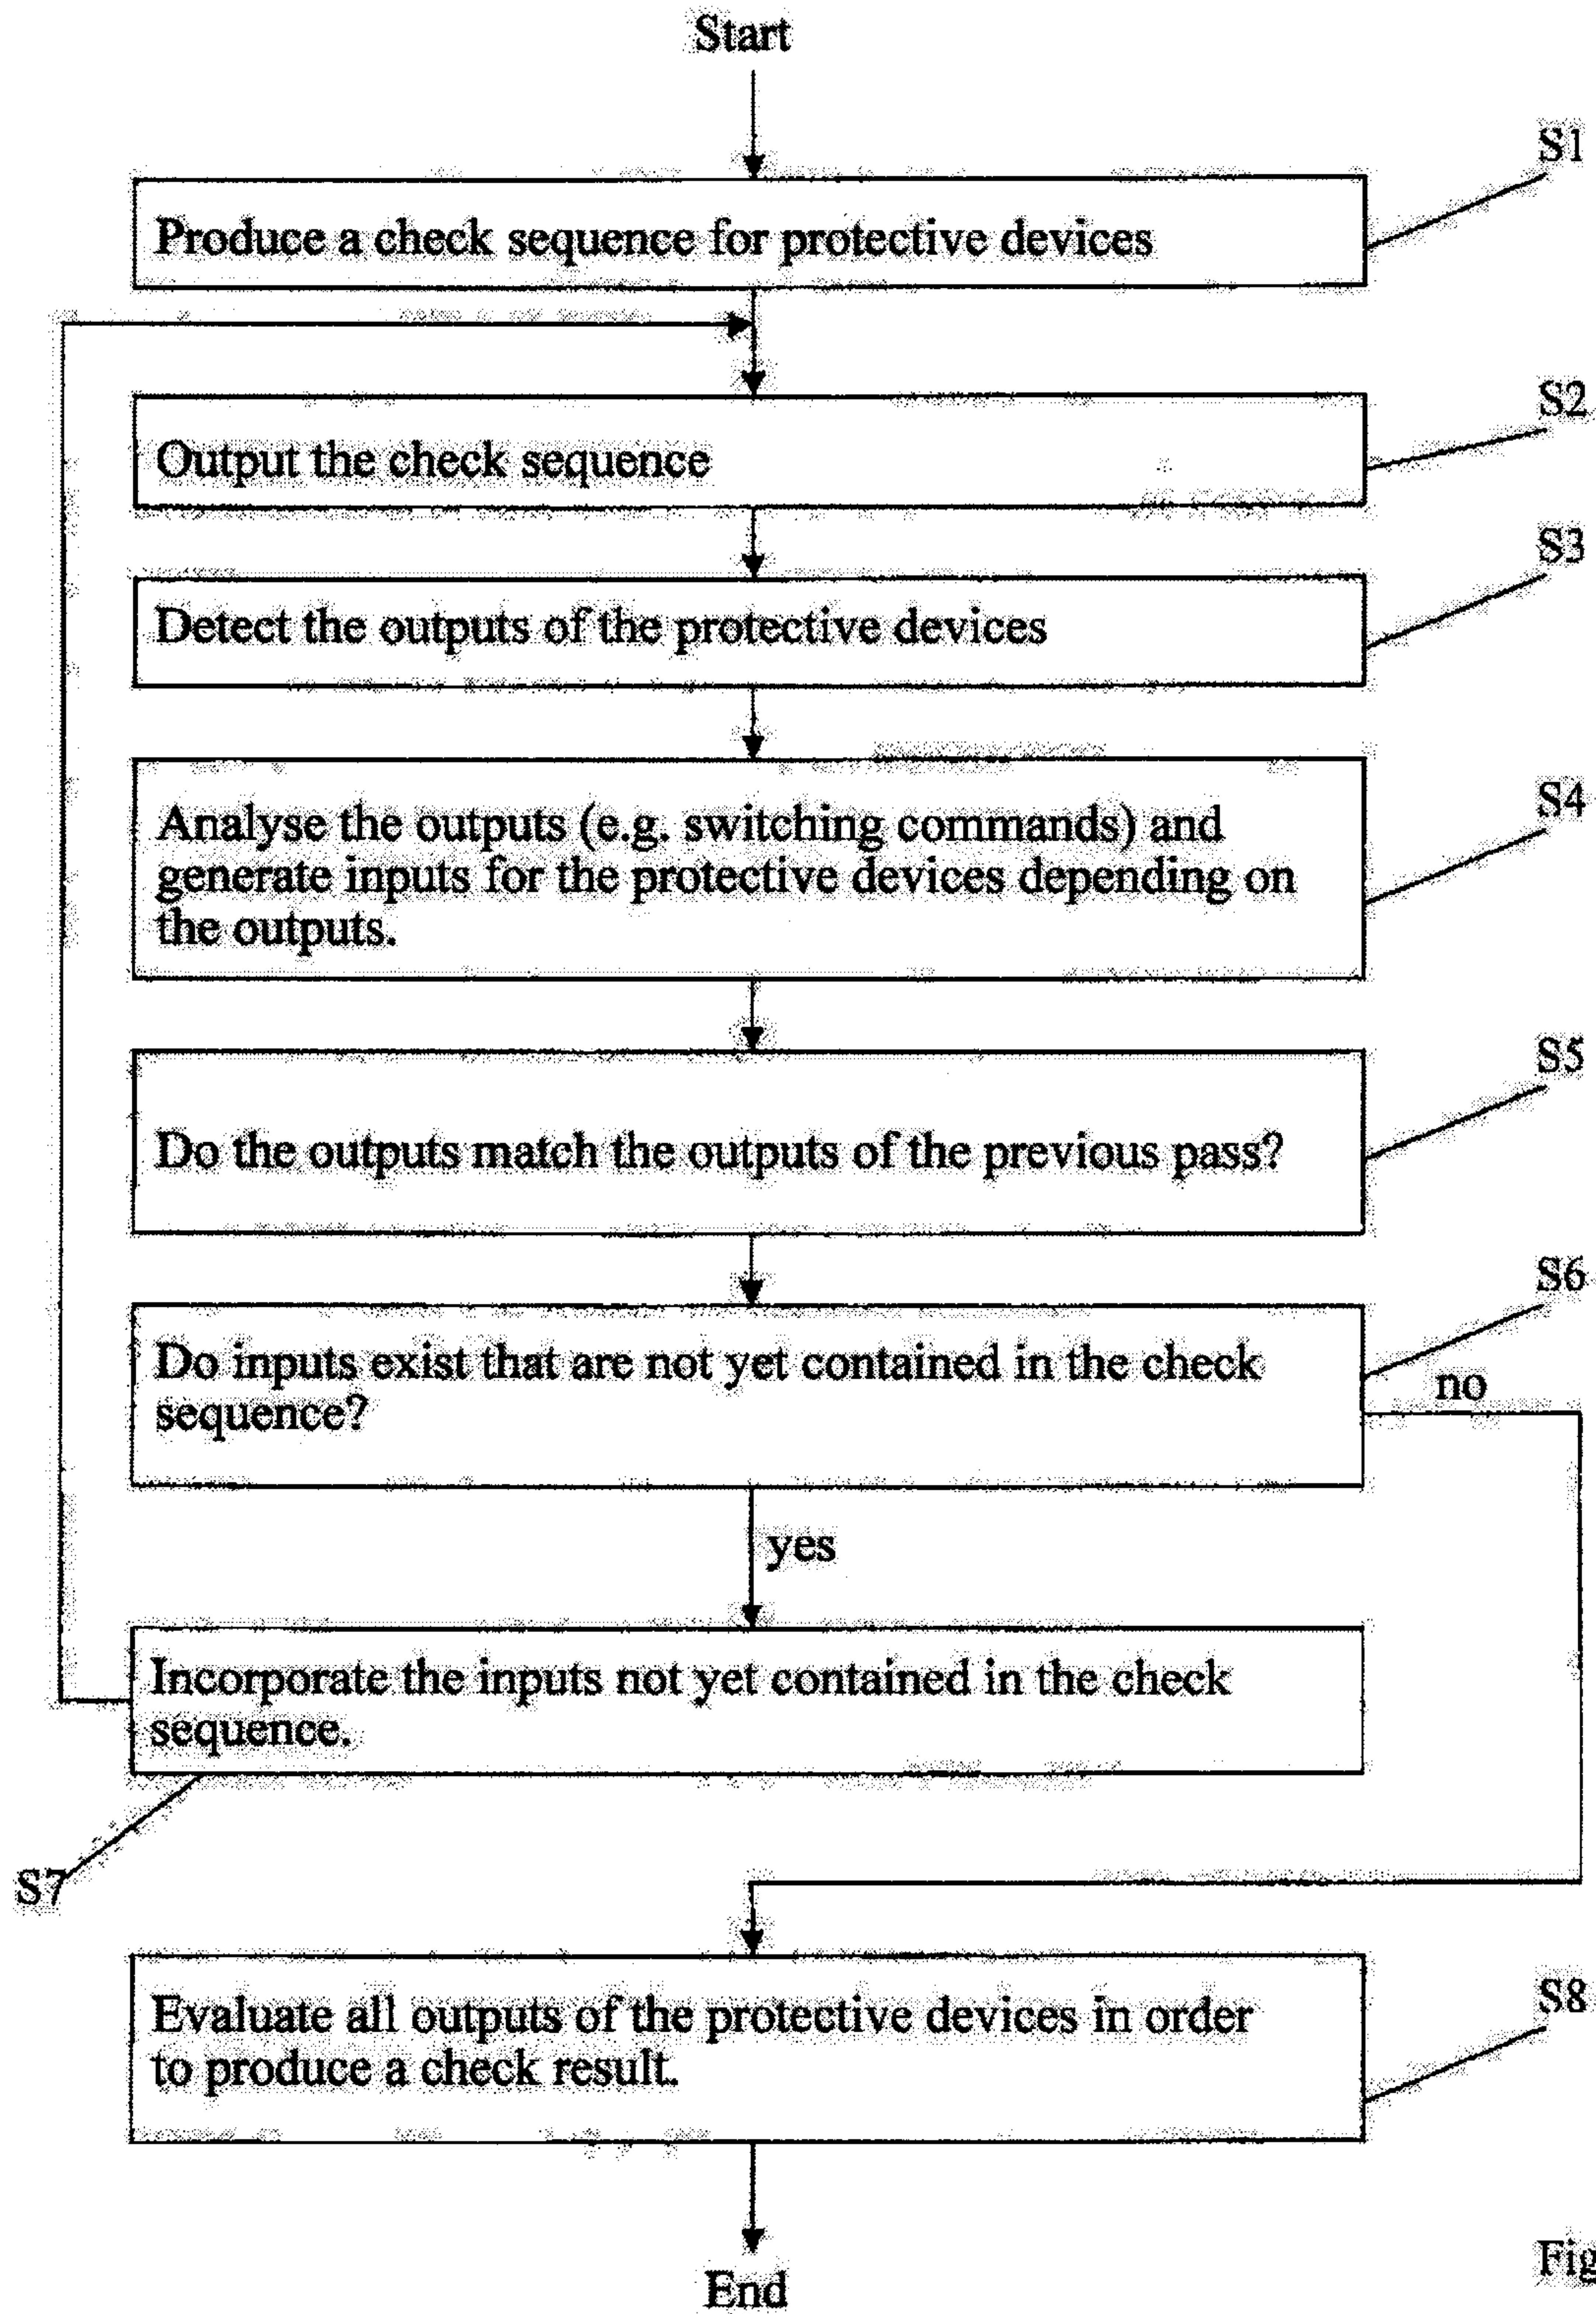 Start
S1
Produce a check sequence for protective devices
S2
Output the check sequence
S3
Detect the outputs of the protective devices
S4
Analyse the outputs (e.g. switching commands) and
generate inputs for the protective devices depending on
the outputs.
S5
Do the outputs match the outputs of the previous pass?
S6
Do inputs exist that are not yet contained in the check
sequence?
no
yes
Incorporate the inputs not yet contained in the check
sequence.
S7
Evaluate all outputs of the protective devices in order
to produce a check result.
S8
End
Fig